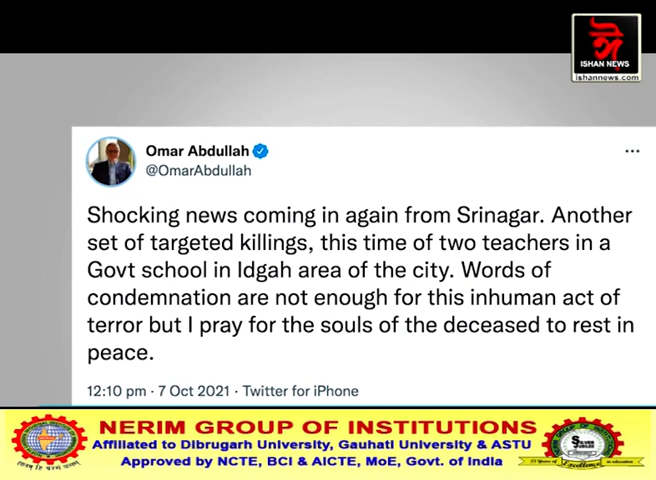 ISHAN NEWS
ishannews.com
Omar Abdullah
@OmarAbdullah
Shocking news coming in again from Srinagar. Another
set of targeted killings, this time of two teachers in a
Govt school in Idgah area of the city. Words of
condemnation are not enough for this inhuman act of
terror but I pray for the souls of the deceased to rest in
peace.
12:10 pm · 7 Oct 2021 · Twitter for iPhone
NERIM GROUP OF INSTITUTIONS
Affiliated to Dibrugarh University, Gauhati University & ASTU
Approved by NCTE, BCI & AICTE, MoE, Govt. of India
SILVER
JUBILEE
Excellence